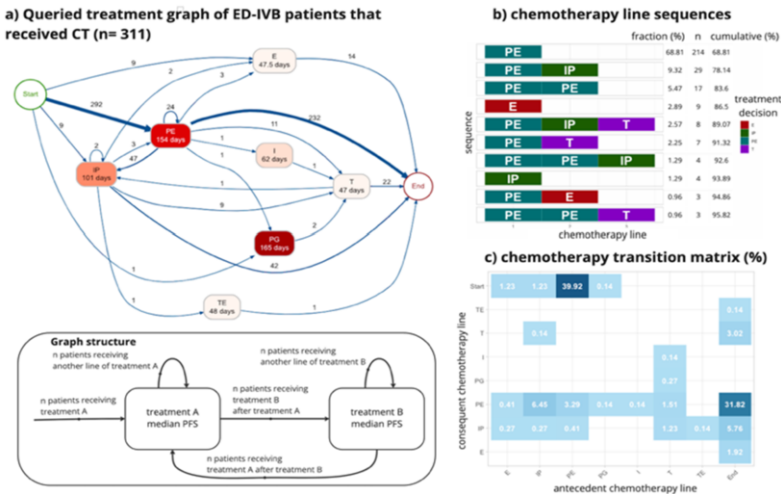 a) Queried treatment graph of ED-IVB patients that
received CT (n= 311)
Start
9
292
9
2
3
14
E
47.5 days
24
PE
154 days
232
11
1
I
62 days
1
2
IP
101 days
3
47
1
1
9
T
47 days
22
End
PG
165 days
2
42
1
1
TE
48 days
1
Graph structure
n patients receiving
another line of treatment A
n patients receiving
another line of treatment B
n patients receiving
treatment A
treatment A
median PFS
n patients receiving
treatment B
after treatment A
treatment B
median PFS
n patients receiving
treatment A after treatment B
b) chemotherapy line sequences
fraction (%) n cumulative (%)
PE 68.81 214 68.81
PE IP 9.32 29 78.14
PE PE 5.47 17 83.6
E 2.89 9 86.5
PE IP T 2.57 8 89.07
PE T 2.25 7 91.32
PE PE IP 1.29 4 92.6
IP 1.29 4 93.89
PE E 0.96 3 94.86
PE PE T 0.96 3 95.82
sequence
chemotherapy line
treatment
decision
E
IP
PE
T
c) chemotherapy transition matrix (%)
consequent chemotherapy line
Start 1.23 1.23 39.92 0.14
TE 0.14
T 0.14 3.02
I 0.14
PG 0.27
PE 0.41 6.45 3.29 0.14 0.14 1.51 31.82
IP 0.27 0.27 0.41 1.23 0.14 5.76
E 1.92
E IP PE PG I T TE End
antecedent chemotherapy line